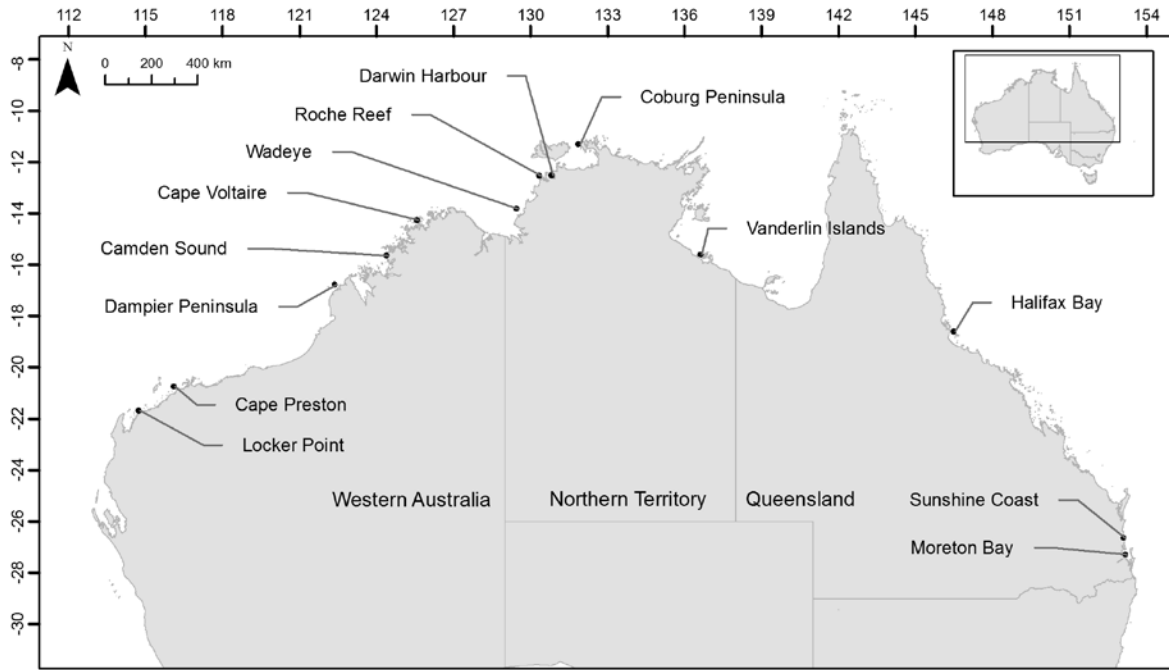 112 115 118 121 124 127 130 133 136 139 142 145 148 151 154
N
0 200 400 km
Darwin Harbour
Coburg Peninsula
Roche Reef
Wadeye
Cape Voltaire
Camden Sound
Vanderlin Islands
Dampier Peninsula
Halifax Bay
Cape Preston
Locker Point
Western Australia
Northern Territory
Queensland
Sunshine Coast
Moreton Bay
-8
-10
-12
-14
-16
-18
-20
-22
-24
-26
-28
-30